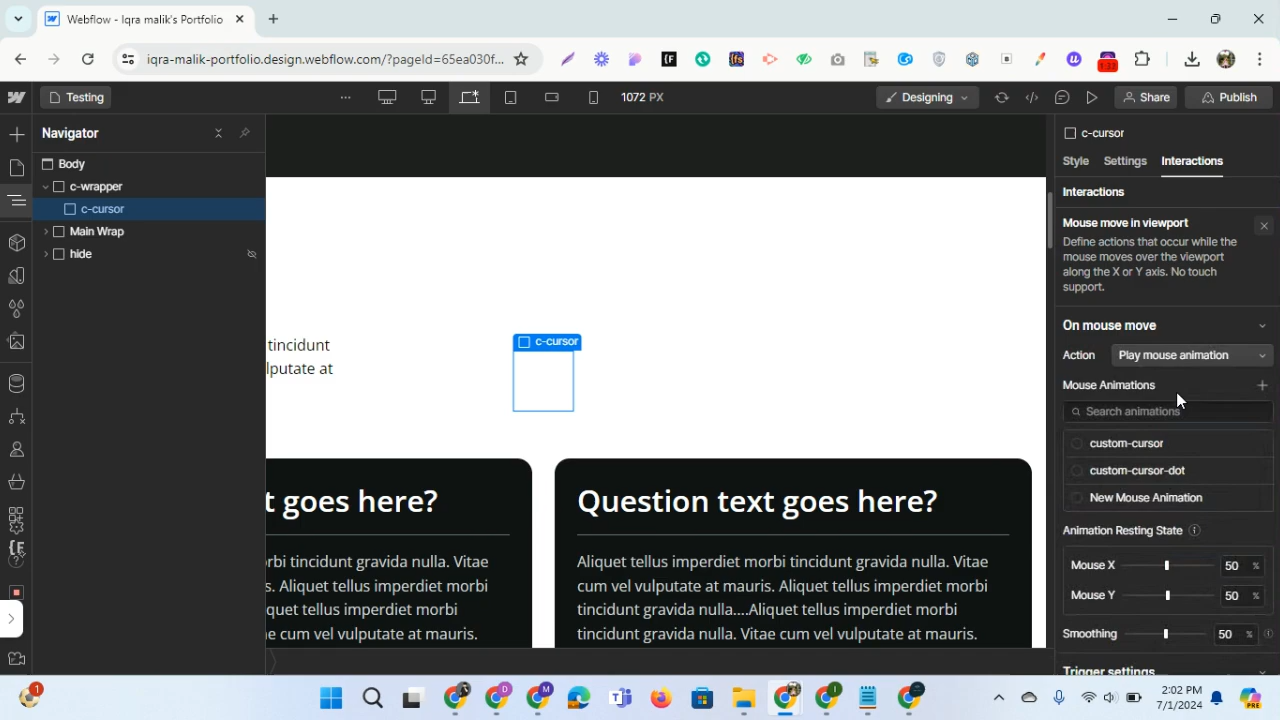 Webflow - Iqra malik's Portfolio
iqra-malik-portfolio.design.webflow.com/?pageId=65ea030f...
1:22
Testing
1072 PX
Designing
Share
Publish
Navigator
Body
c-wrapper
c-cursor
Main Wrap
hide
tincidunt
lputate at
c-cursor
t goes here?
rbi tincidunt gravida nulla. Vitae
s. Aliquet tellus imperdiet morbi
quet tellus imperdiet morbi
e cum vel vulputate at mauris.
Question text goes here?
Aliquet tellus imperdiet morbi tincidunt gravida nulla. Vitae
cum vel vulputate at mauris. Aliquet tellus imperdiet morbi
tincidunt gravida nulla....Aliquet tellus imperdiet morbi
tincidunt gravida nulla. Vitae cum vel vulputate at mauris.
c-cursor
Style Settings Interactions
Interactions
Mouse move in viewport
Define actions that occur while the
mouse moves over the viewport
along the X or Y axis. No touch
support.
On mouse move
Action Play mouse animation
Mouse Animations
Search animations
custom-cursor
custom-cursor-dot
New Mouse Animation
Animation Resting State
Mouse X 50 %
Mouse Y 50 %
Smoothing 50 %
Trigger settings
1
2:02 PM
7/1/2024
PRE